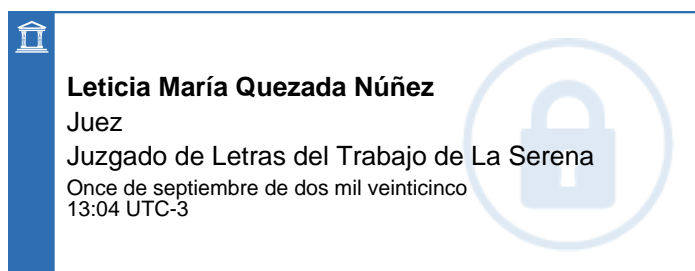 Leticia María Quezada Núñez
Juez
Juzgado de Letras del Trabajo de La Serena
Once de septiembre de dos mil veinticinco
13:04 UTC-3